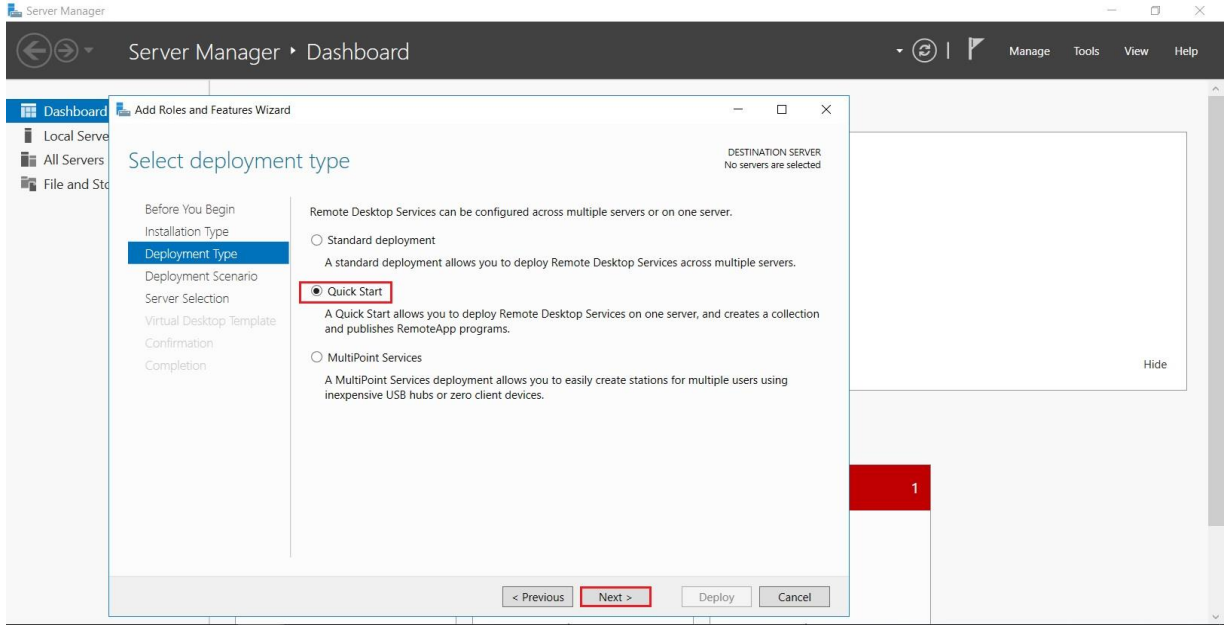 Server Manager
Server Manager ‣ Dashboard
Manage Tools View Help
Dashboard
Local Serve
All Servers
File and Sto
Add Roles and Features Wizard
Select deployment type
DESTINATION SERVER
No servers are selected
Before You Begin
Installation Type
Deployment Type
Deployment Scenario
Server Selection
Virtual Desktop Template
Confirmation
Completion
Remote Desktop Services can be configured across multiple servers or on one server.
Standard deployment
A standard deployment allows you to deploy Remote Desktop Services across multiple servers.
Quick Start
A Quick Start allows you to deploy Remote Desktop Services on one server, and creates a collection
and publishes RemoteApp programs.
MultiPoint Services
A MultiPoint Services deployment allows you to easily create stations for multiple users using
inexpensive USB hubs or zero client devices.
Hide
1
< Previous Next > Deploy Cancel